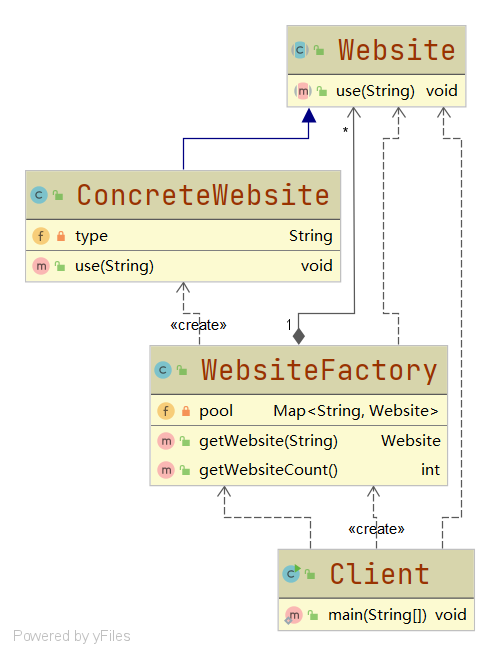 Website
use(String) void
*
ConcreteWebsite
type String
use(String) void
«create»
1
WebsiteFactory
pool Map<String, Website>
getWebsite(String) Website
getWebsiteCount() int
«create»
Client
main(String[]) void
Powered by yFiles